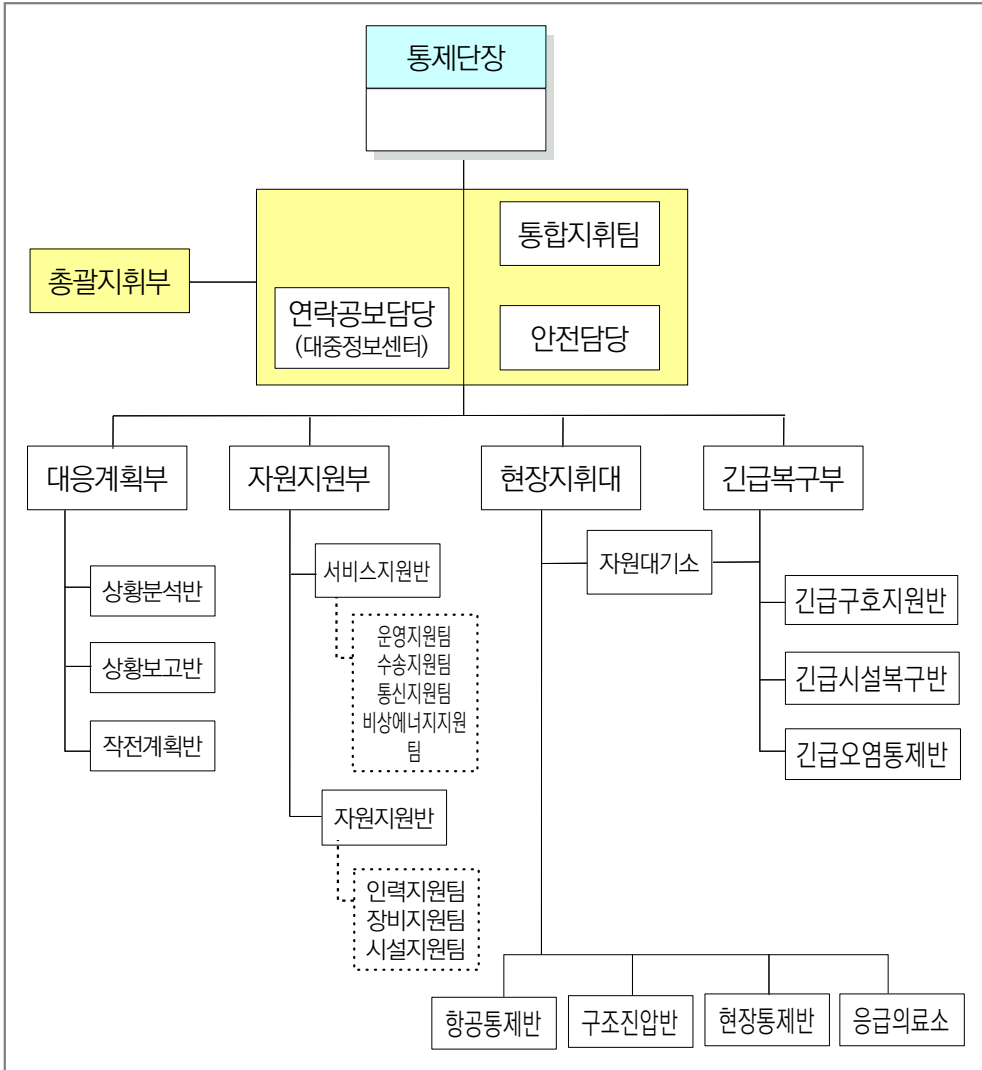 통제단장
통합지휘팀
총괄지휘부
연락공보담당
(대중정보센터)
안전담당
대응계획부
자원지원부
현장지휘대
긴급복구부
자원대기소
서비스지원반
상황분석반
긴급구호지원반
운영지원팀
수송지원팀
통신지원팀
비상에너지지원
팀
상황보고반
긴급시설복구반
작전계획반
긴급오염통제반
자원지원반
인력지원팀
장비지원팀
시설지원팀
항공통제반
구조진압반
현장통제반
응급의료소